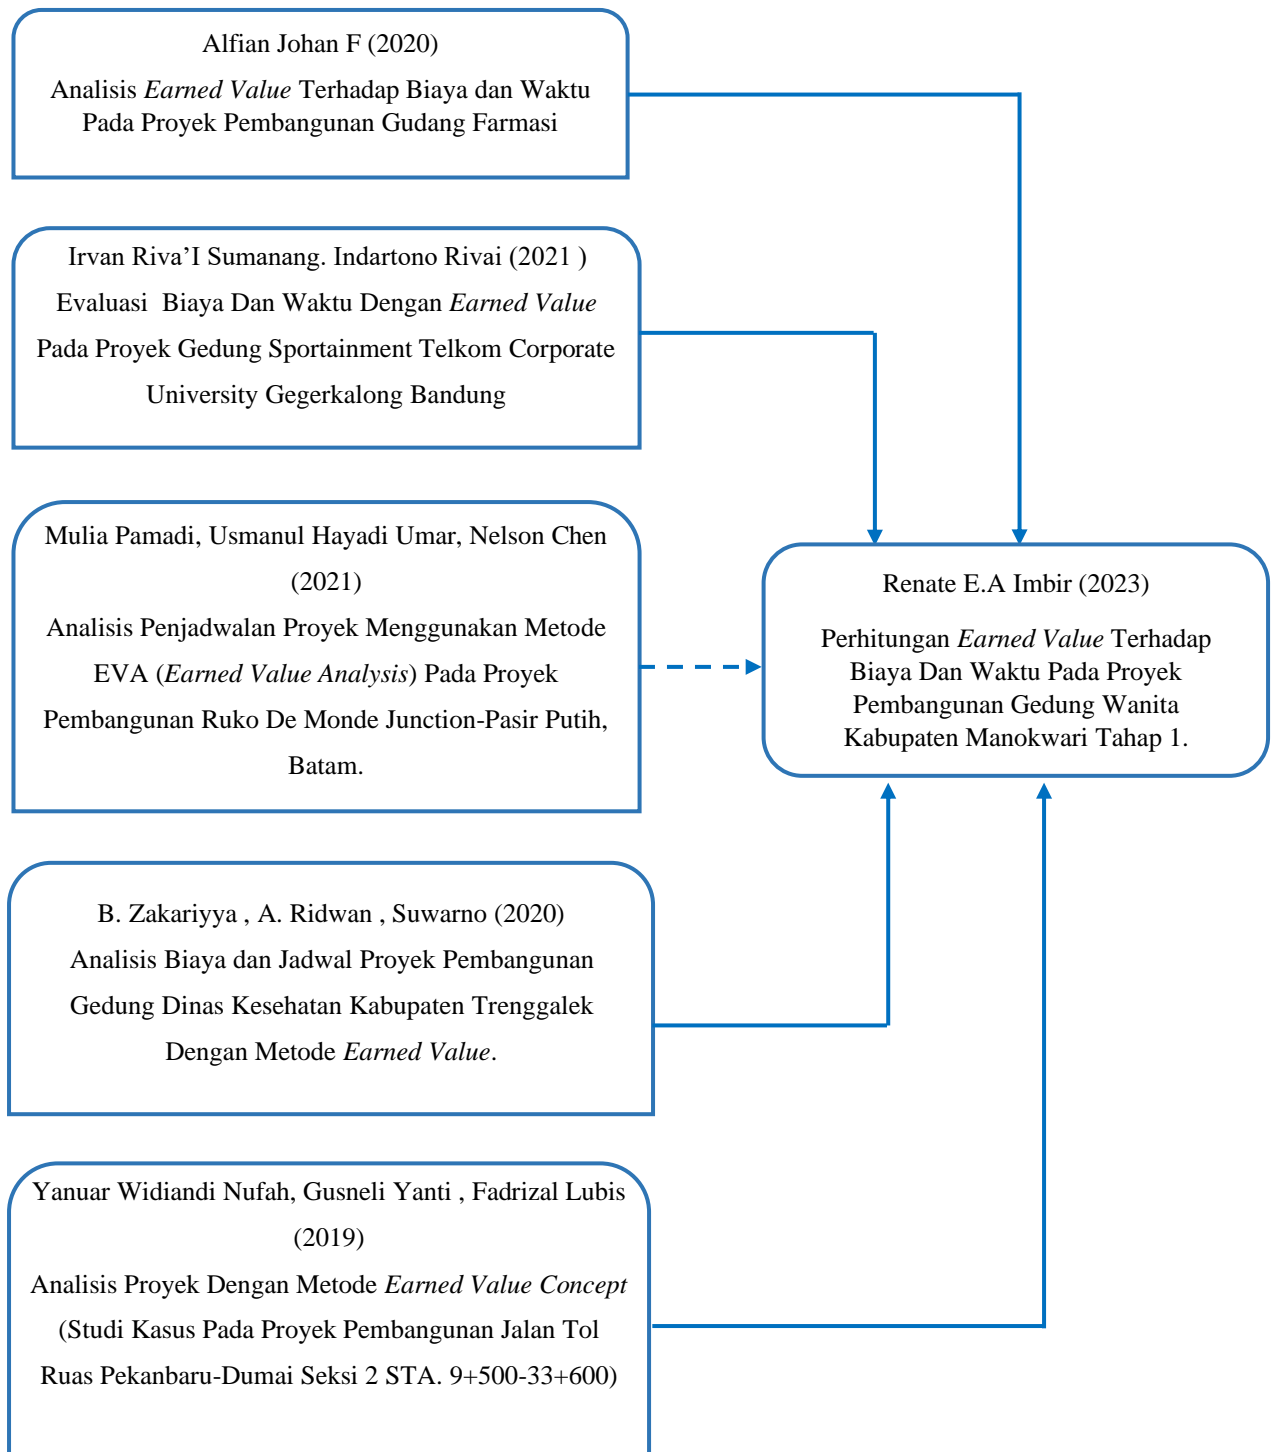 Alfian Johan F (2020)
Analisis Earned Value Terhadap Biaya dan Waktu
Pada Proyek Pembangunan Gudang Farmasi
Irvan Riva’I Sumanang. Indartono Rivai (2021 )
Evaluasi  Biaya Dan Waktu Dengan Earned Value
Pada Proyek Gedung Sportainment Telkom Corporate
University Gegerkalong Bandung
Mulia Pamadi, Usmanul Hayadi Umar, Nelson Chen
(2021)
Analisis Penjadwalan Proyek Menggunakan Metode
EVA (Earned Value Analysis) Pada Proyek
Pembangunan Ruko De Monde Junction-Pasir Putih,
Batam.
B. Zakariyya , A. Ridwan , Suwarno (2020)
Analisis Biaya dan Jadwal Proyek Pembangunan
Gedung Dinas Kesehatan Kabupaten Trenggalek
Dengan Metode Earned Value.
Yanuar Widiandi Nufah, Gusneli Yanti , Fadrizal Lubis
(2019)
Analisis Proyek Dengan Metode Earned Value Concept
(Studi Kasus Pada Proyek Pembangunan Jalan Tol
Ruas Pekanbaru-Dumai Seksi 2 STA. 9+500-33+600)
Renate E.A Imbir (2023)
Perhitungan Earned Value Terhadap
Biaya Dan Waktu Pada Proyek
Pembangunan Gedung Wanita
Kabupaten Manokwari Tahap 1.